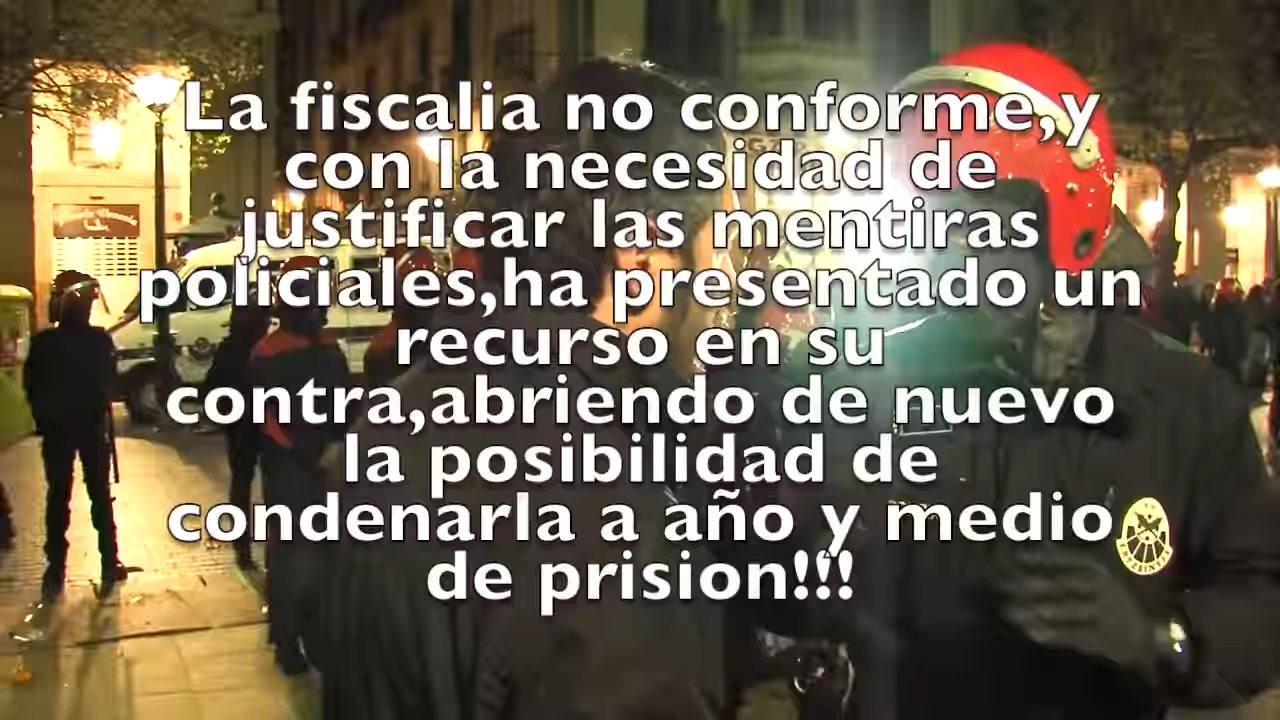 La fiscalia no conforme,y
con la necesidad de
justificar las mentiras
policiales,ha presentado un
recurso en su
contra,abriendo de nuevo
la posibilidad de
condenarla a año y medio
de prision!!!